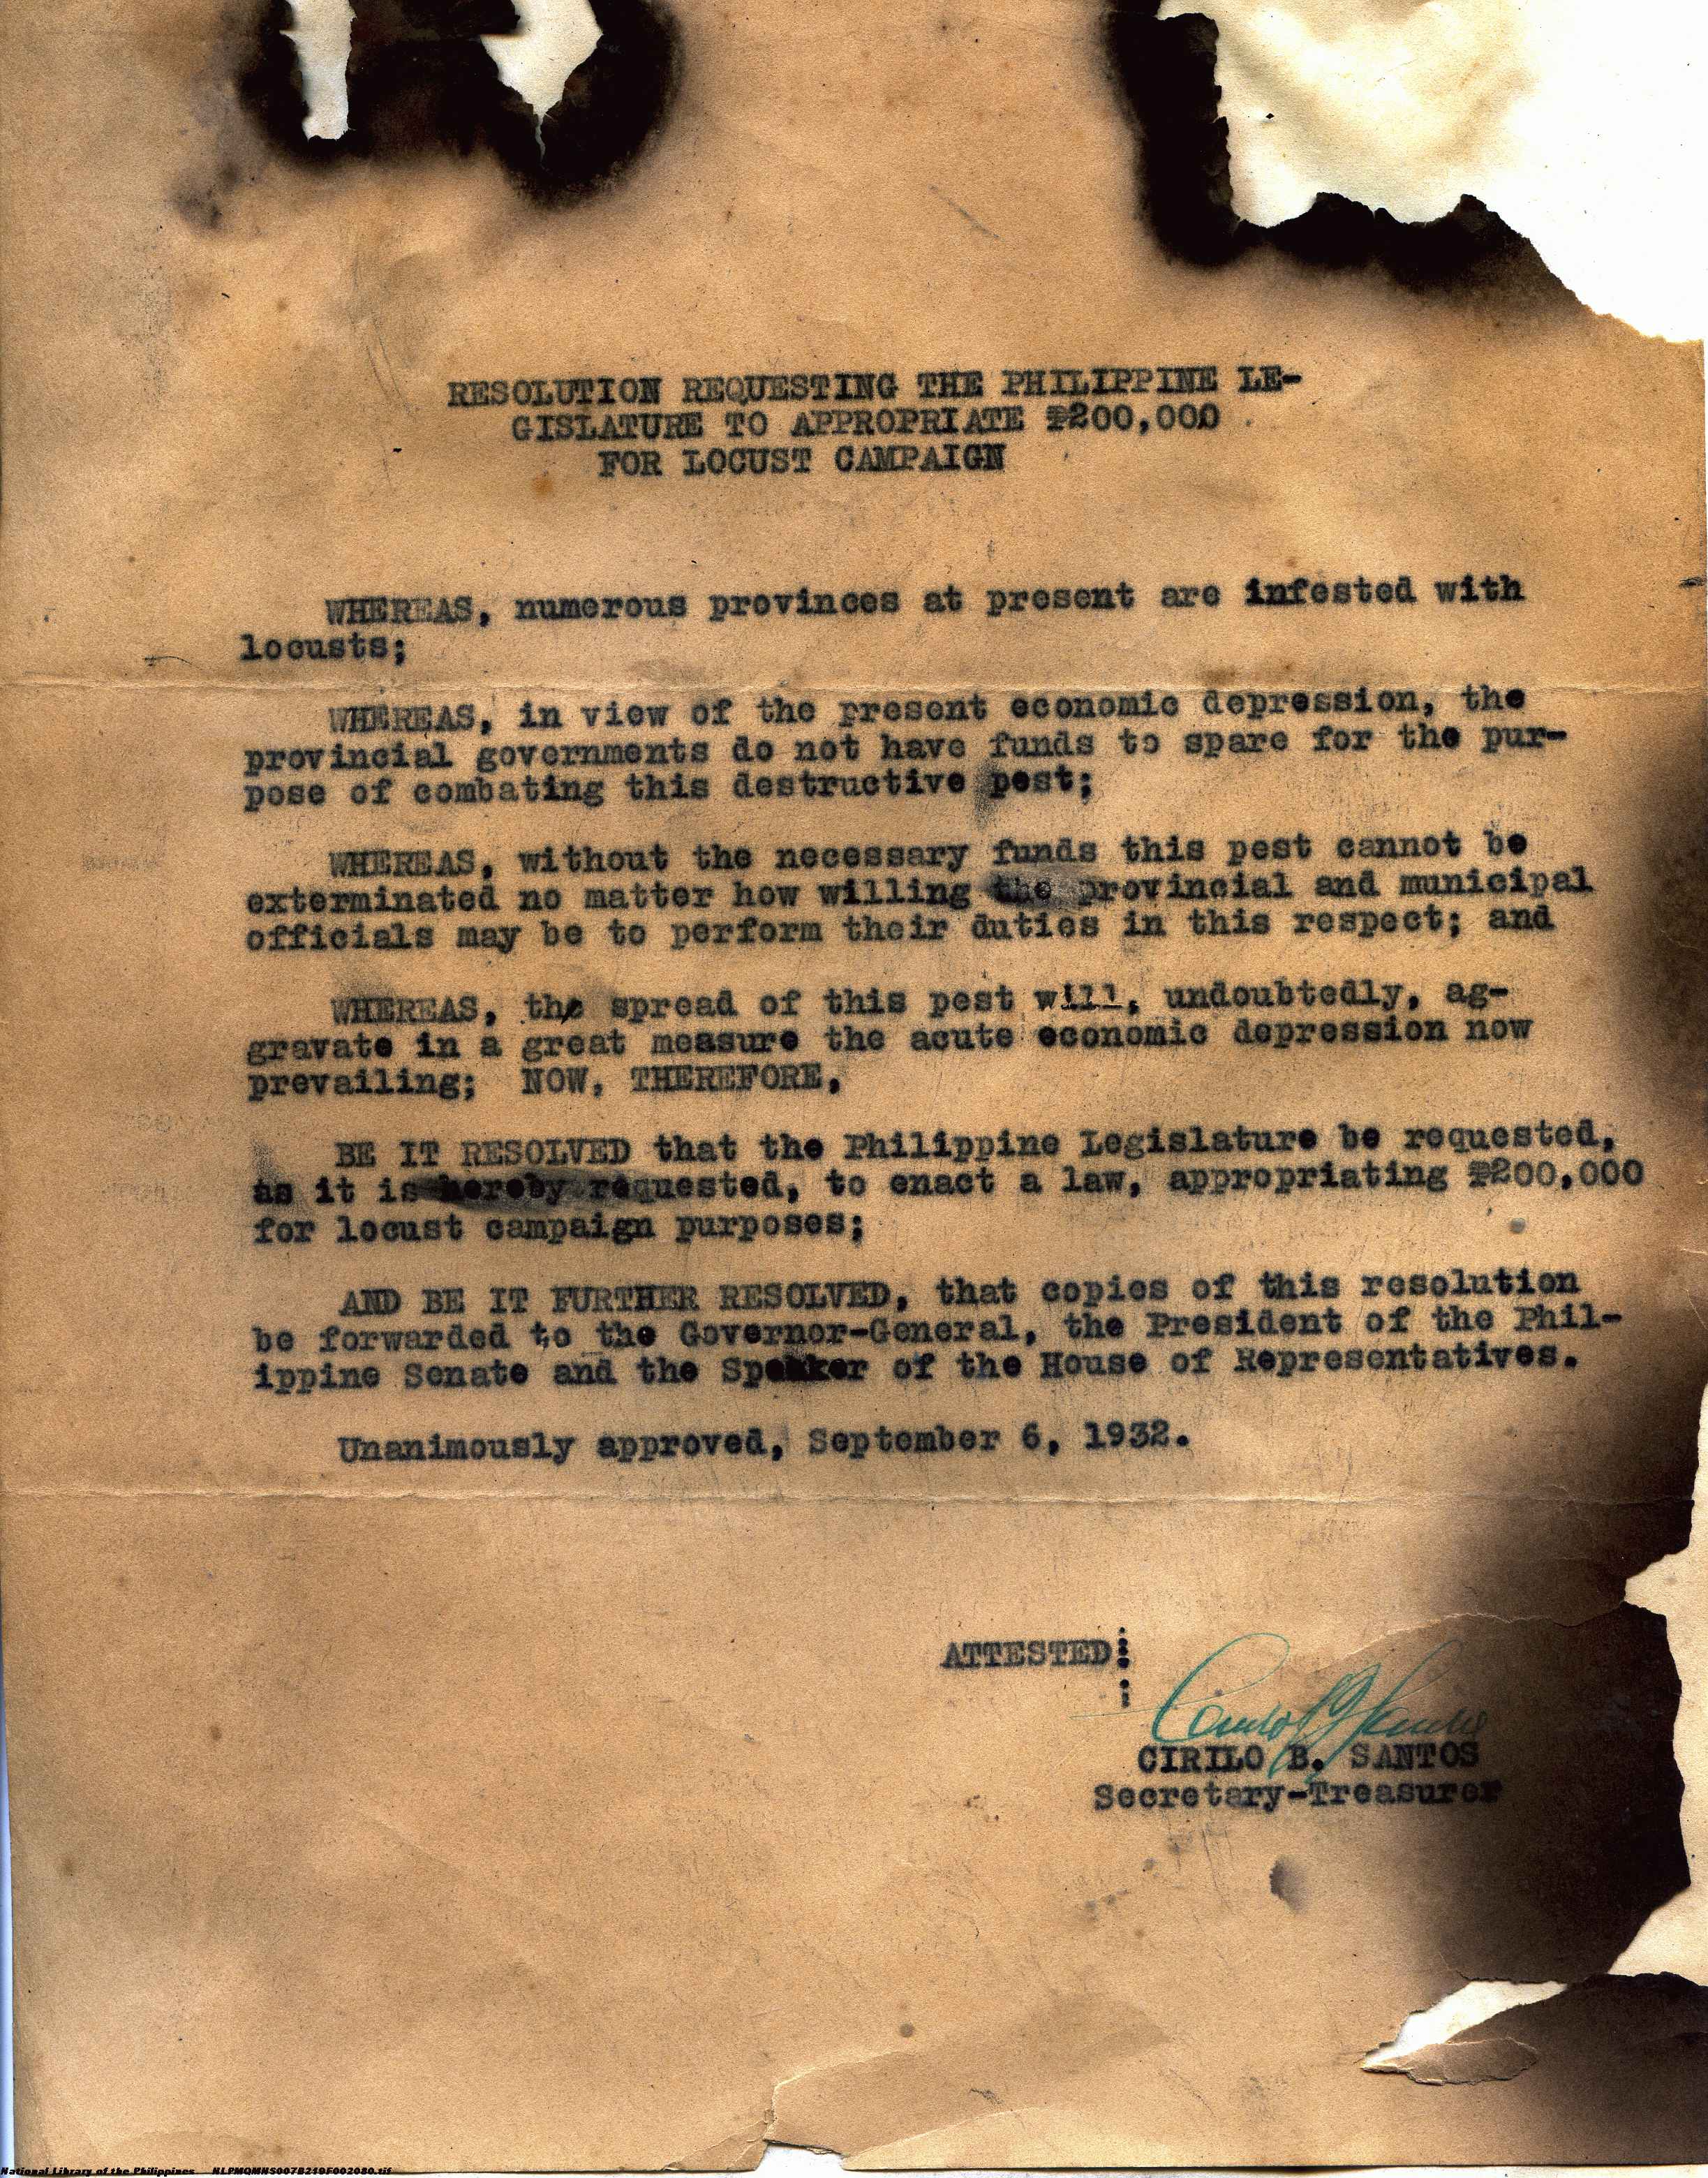 RESOLUTION REQUESTING THE PHILIPPINE LE-
GISLATURE TO APPROPRIATE ₱200,000
FOR LOCUST CAMPAIGN
WHEREAS, numerous provinces at present are infested with
locusts;
WHEREAS, in view of the present economic depression, the
provincial governments do not have funds to spare for the pur-
pose of combating this destructive pest;
WHEREAS, without the necessary funds this pest cannot be
exterminated no matter how willing the provincial and municipal
officials may be to perform their duties in this respect; and
WHEREAS, the spread of this pest will, undoubtedly, ag-
gravate in a great measure the acute economic depression now
prevailing; NOW, THEREFORE,
BE IT RESOLVED that the Philippine Legislature be requested,
as it is hereby requested, to enact a law, appropriating ₱200,000
for locust campaign purposes;
AND BE IT FURTHER RESOLVED, that copies of this resolution
be forwarded to the Governor-General, the President of the Phil-
ippine Senate and the Speaker of the House of Representatives.
Unanimously approved, September 6, 1932.
ATTESTED:
CIRILO B. SANTOS
Secretary-Treasurer
National Library of the Philippines NLPMQMNS007B219F002080.tif